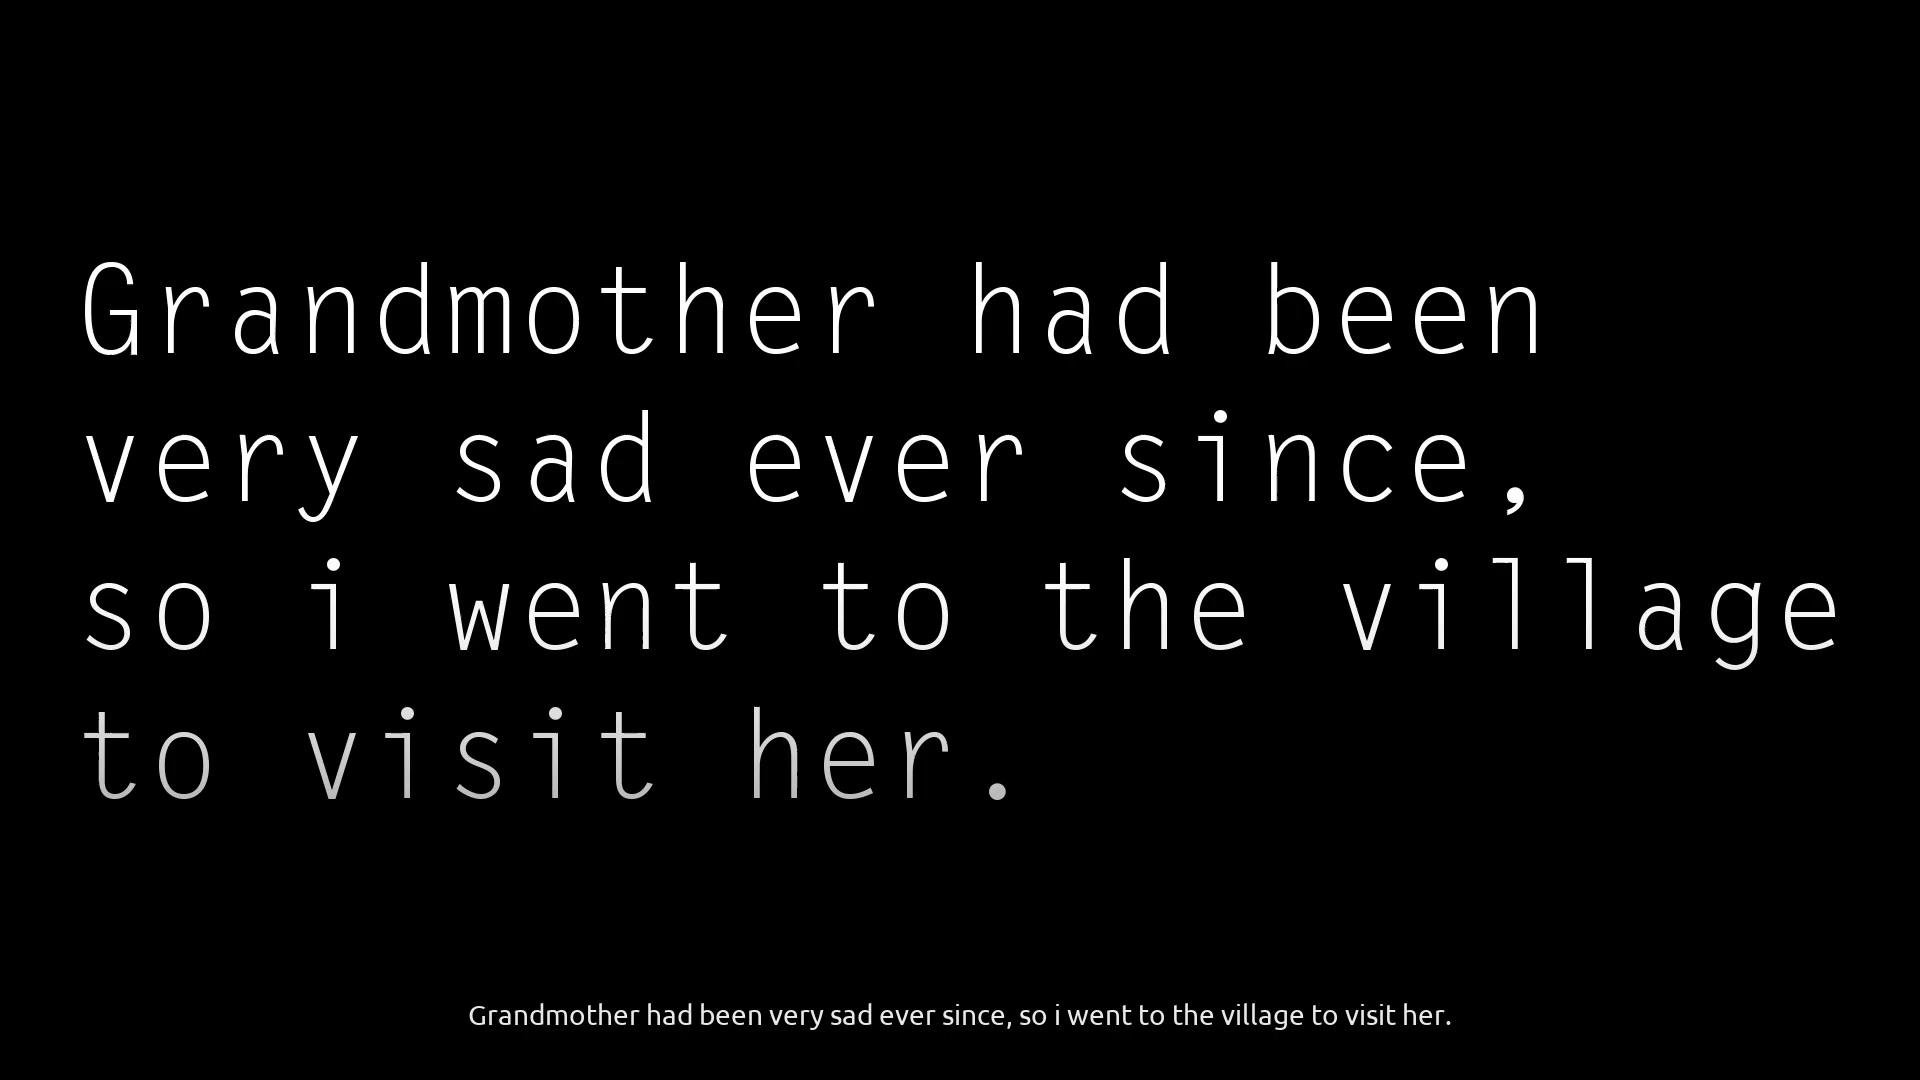 Grandmother had been
very sad ever since,
so i went to the village
to visit her.
Grandmother had been very sad ever since, so i went to the village to visit her.